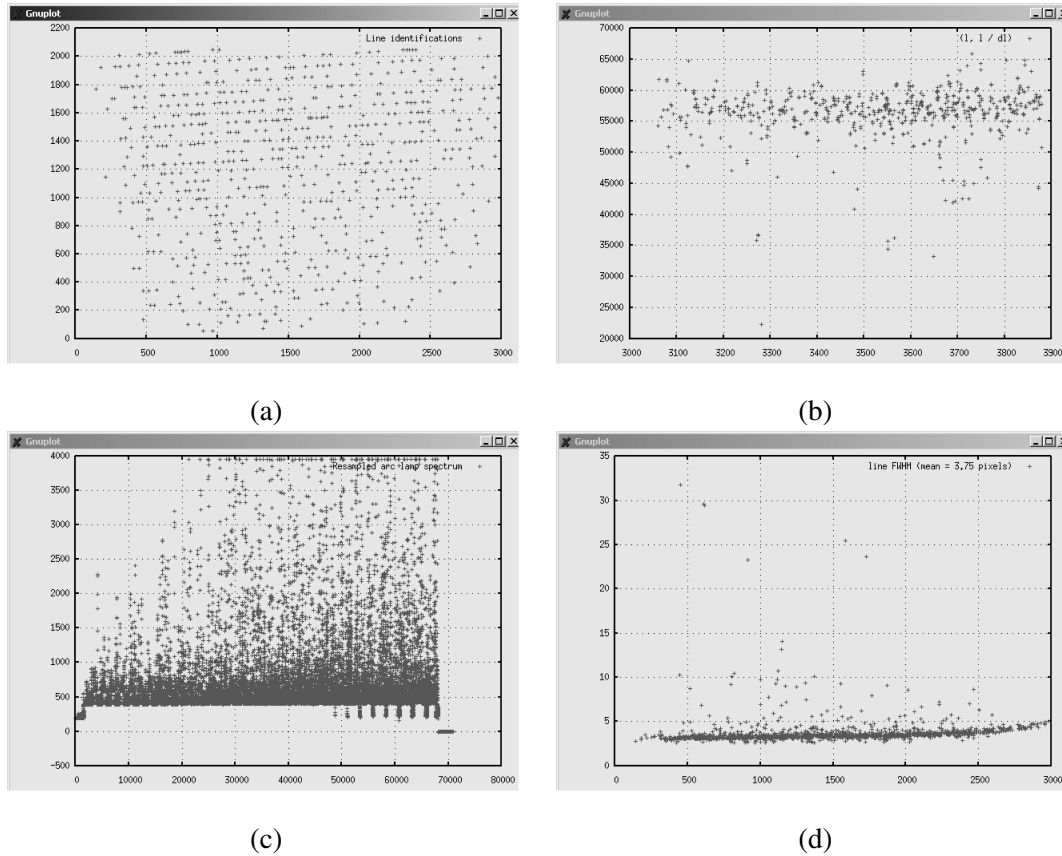 Gnuplot
Line identifications +
2200
2000
1800
1600
1400
1200
1000
800
600
400
200
0
0 500 1000 1500 2000 2500 3000
(a)
Gnuplot
(l, l / dl) +
70000
65000
60000
55000
50000
45000
40000
35000
30000
25000
20000
3000 3100 3200 3300 3400 3500 3600 3700 3800 3900
(b)
Gnuplot
Resampled arc lamp spectrum +
4000
3500
3000
2500
2000
1500
1000
500
0
-500
0 10000 20000 30000 40000 50000 60000 70000 80000
(c)
Gnuplot
line FWHM (mean = 3.75 pixels) +
35
30
25
20
15
10
5
0
0 500 1000 1500 2000 2500 3000
(d)